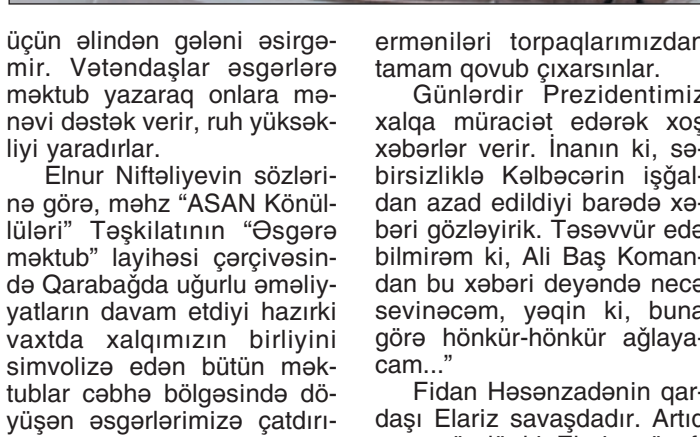 üçün əlindən gələni əsirgə-
mir. Vətəndaşlar əsgərlərə
məktub yazaraq onlara mə-
nəvi dəstək verir, ruh yüksək-
liyi yaradırlar.
Elnur Niftəliyevin sözləri-
nə görə, məhz “ASAN Könül-
lüləri” Təşkilatının “Əsgərə
məktub” layihəsi çərçivəsin-
də Qarabağda uğurlu əməliy-
yatların davam etdiyi hazırki
vaxtda xalqımızın birliyini
simvolizə edən bütün mək-
tublar cəbhə bölgəsində dö-
yüşən əsgərlərimizə çatdırı-
erməniləri torpaqlarımızdan
tamam qovub çıxarsınlar.
Günlərdir Prezidentimiz
xalqa müraciət edərək xoş
xəbərlər verir. İnanın ki, sə-
birsizliklə Kəlbəcərin işğal-
dan azad edildiyi barədə xə-
bəri gözləyirik. Təsəvvür edə
bilmirəm ki, Ali Baş Koman-
dan bu xəbəri deyəndə necə
sevinəcəm, yəqin ki, buna
görə hönkür-hönkür ağlaya-
cam...”
Fidan Həsənzadənin qar-
daşı Elariz savaşdadır. Artıq